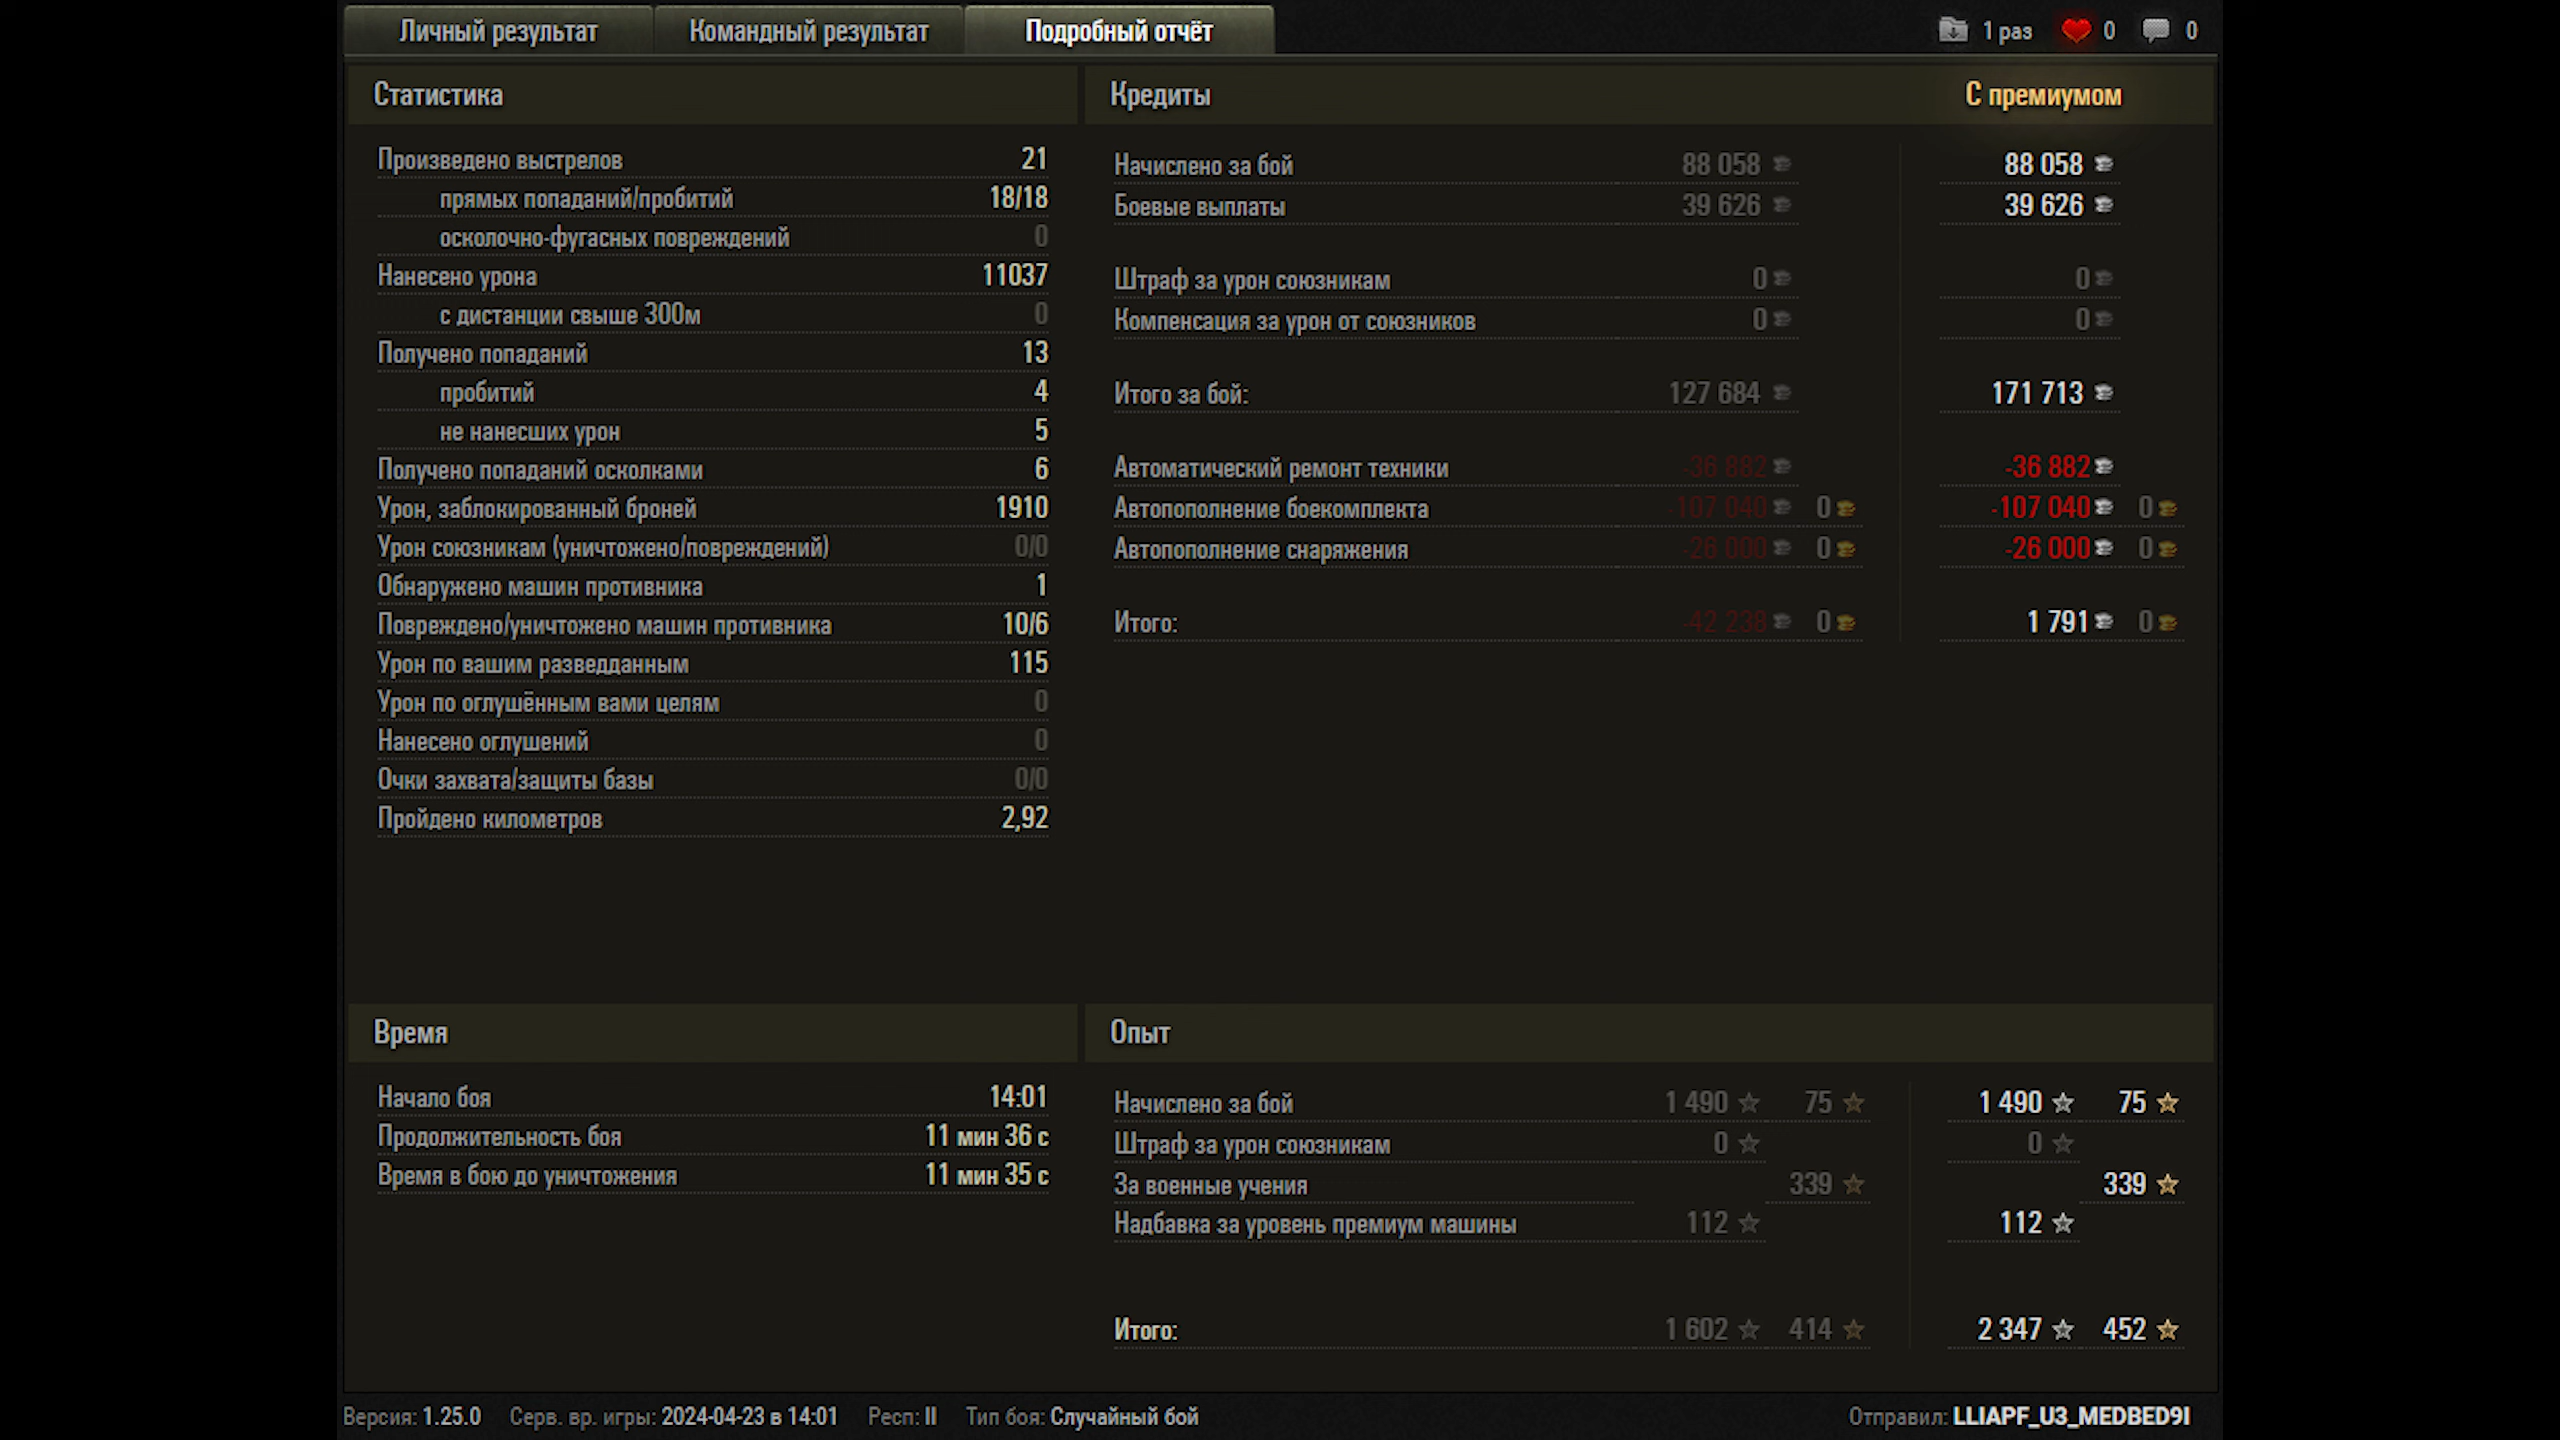 Личный результат Командный результат Подробный отчёт 1 раз 0 0
Статистика
Произведено выстрелов 21
прямых попаданий/пробитий 18/18
осколочно-фугасных повреждений 0
Нанесено урона 11037
с дистанции свыше 300м 0
Получено попаданий 13
пробитий 4
не нанесших урон 5
Получено попаданий осколками 6
Урон, заблокированный броней 1910
Урон союзникам (уничтожено/повреждений) 0/0
Обнаружено машин противника 1
Повреждено/уничтожено машин противника 10/6
Урон по вашим разведданным 115
Урон по оглушённым вами целям 0
Нанесено оглушений 0
Очки захвата/защиты базы 0/0
Пройдено километров 2,92
Кредиты С премиумом
Начислено за бой 88 058 88 058
Боевые выплаты 39 626 39 626
Штраф за урон союзникам 0 0
Компенсация за урон от союзников 0 0
Итого за бой: 127 684 171 713
Автоматический ремонт техники -36 882 -36 882
Автопополнение боекомплекта -107 040 0 -107 040 0
Автопополнение снаряжения -26 000 0 -26 000 0
Итого: -42 238 0 1 791 0
Время
Начало боя 14:01
Продолжительность боя 11 мин 36 с
Время в бою до уничтожения 11 мин 35 с
Опыт
Начислено за бой 1 490 75 1 490 75
Штраф за урон союзникам 0 0
За военные учения 339 339
Надбавка за уровень премиум машины 112 112
Итого: 1 602 414 2 347 452
Версия: 1.25.0 Серв. вр. игры: 2024-04-23 в 14:01 Респ: II Тип боя: Случайный бой Отправил: LLIAPF_U3_MEDBED9I